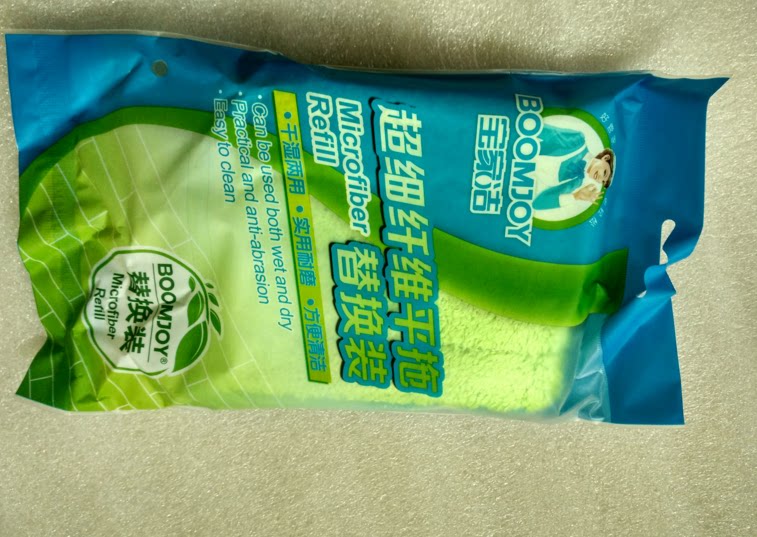 BOOMJOY
宝家洁
超细纤维平拖
替换装
Microfiber
Refill
• 干湿两用 • 实用耐磨 • 方便清洁
• Can be used both wet and dry
• Practical and anti-abrasion
• Easy to clean
BOOMJOY®
替换装
Microfiber
Refill